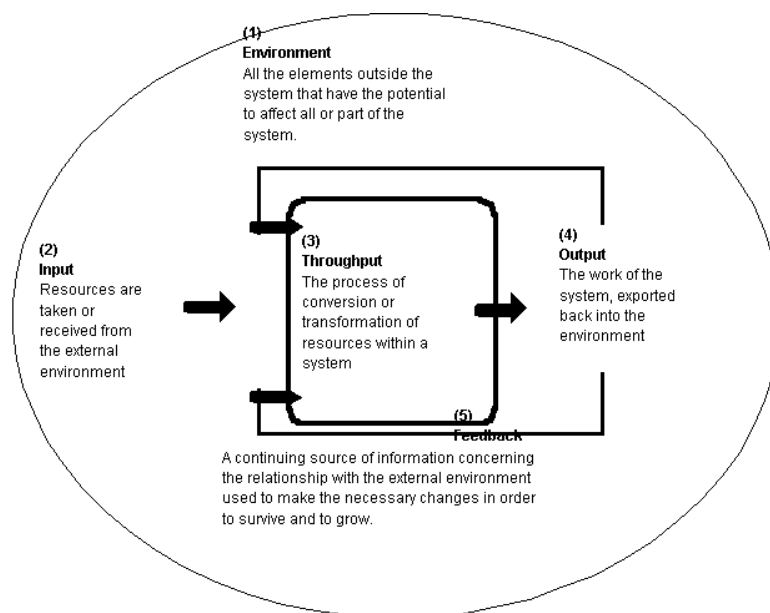 (1)
Environment
All the elements outside the
system that have the potential
to affect all or part of the
system.
(2)
Input
Resources are
taken or
received from
the external
environment
(3)
Throughput
The process of
conversion or
transformation of
resources within a
system
(4)
Output
The work of the
system, exported
back into the
environment
(5)
Feedback
A continuing source of information concerning
the relationship with the external environment
used to make the necessary changes in order
to survive and to grow.